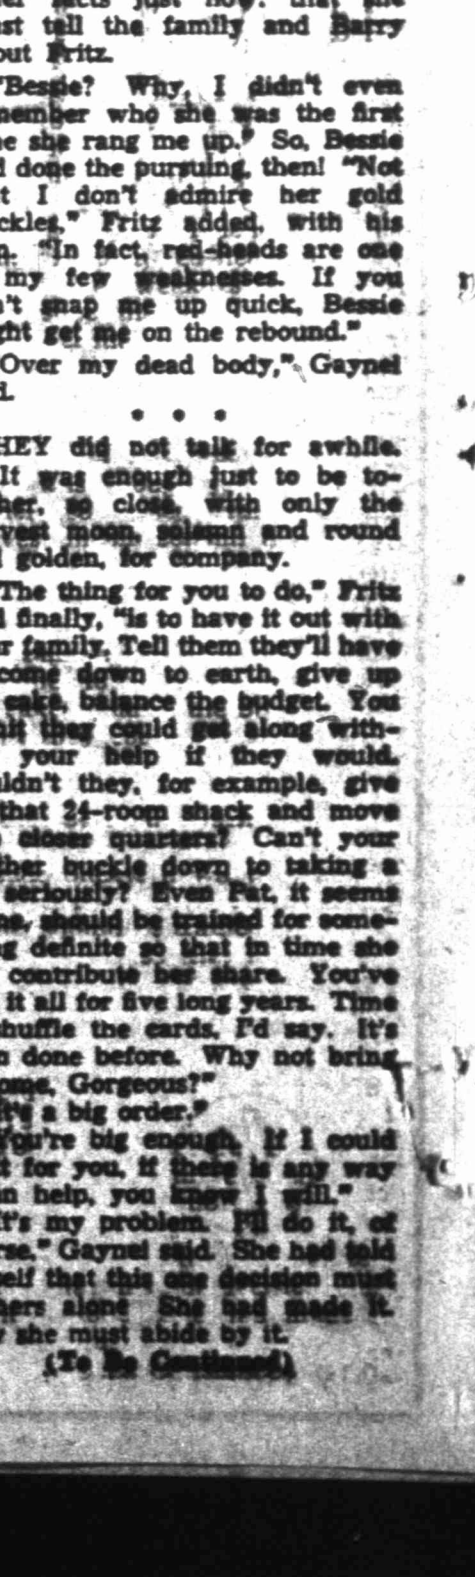 facts just now: that she
st tell the family and Barry
out Fritz.
"Bessie? Why, I didn't even
member who she was the first
e she rang me up." So, Bessie
d done the pursuing, then! "Not
t I don't admire her gold
ckles," Fritz added, with his
n. "In fact, red-heads are one
my few weaknesses. If you
n't snap me up quick, Bessie
ght get me on the rebound."
Over my dead body," Gaynel
d.
* * *
HEY did not talk for awhile.
It was enough just to be to-
her, so close, with only the
vest moon, solemn and round
d golden, for company.
"The thing for you to do," Fritz
d finally, "is to have it out with
r family. Tell them they'll have
come down to earth, give up
cake, balance the budget. You
they could get along with-
your help if they would.
uldn't they, for example, give
that 24-room shack and move
closer quarters? Can't your
ther buckle down to taking a
seriously? Even Pat, it seems
me, should be trained for some-
g definite so that in time she
contribute her share. You've
it all for five long years. Time
shuffle the cards, I'd say. It's
n done before. Why not bring
ome, Gorgeous?"
It's a big order."
You're big enough. If I could
t for you, if there is any way
an help, you know I will."
It's my problem. I'll do it, of
rse," Gaynel said. She had told
self that this one decision must
hers alone She had made it.
w she must abide by it.
(To Be Continued)